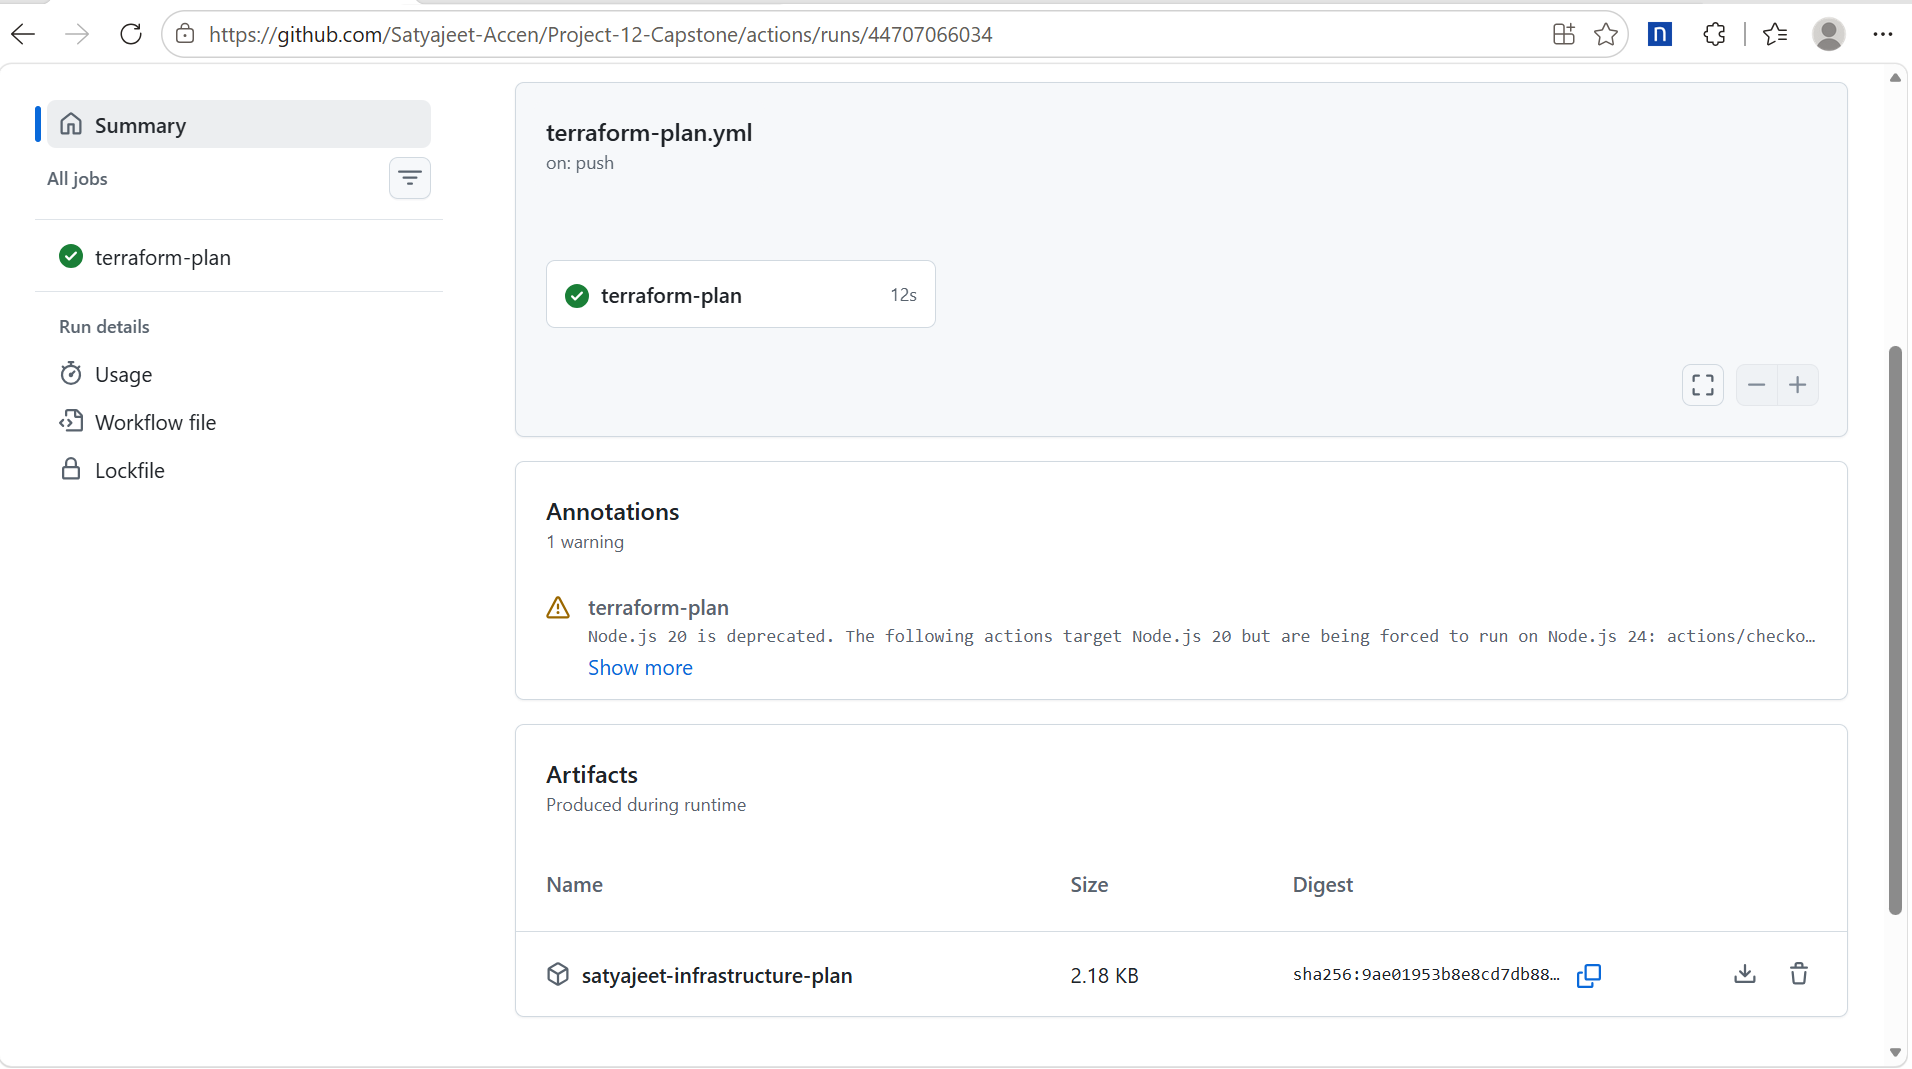 https://github.com/Satyajeet-Accen/Project-12-Capstone/actions/runs/44707066034
n
Summary
All jobs
terraform-plan
Run details
Usage
Workflow file
Lockfile
terraform-plan.yml
on: push
terraform-plan 12s
Annotations
1 warning
terraform-plan
Node.js 20 is deprecated. The following actions target Node.js 20 but are being forced to run on Node.js 24: actions/checko…
Show more
Artifacts
Produced during runtime
Name Size Digest
satyajeet-infrastructure-plan 2.18 KB sha256:9ae01953b8e8cd7db88…